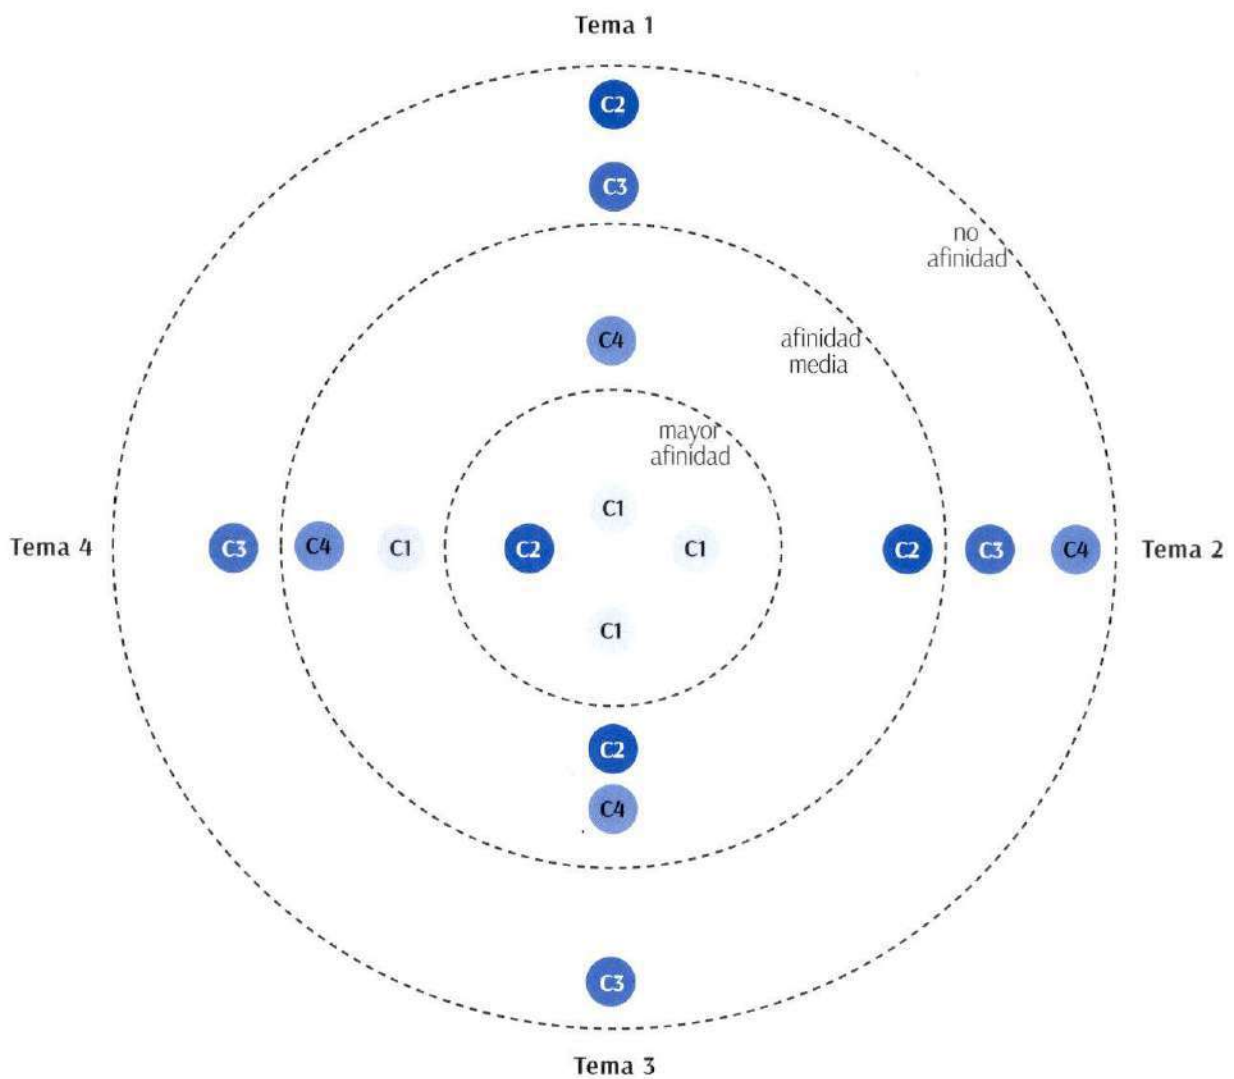 Tema 1
C2
C3
no
afinidad
C4
afinidad
media
mayor
afinidad
C1
Tema 4
C3
C4
C1
C2
C1
C2
C3
C4
Tema 2
C1
C2
C4
C3
Tema 3